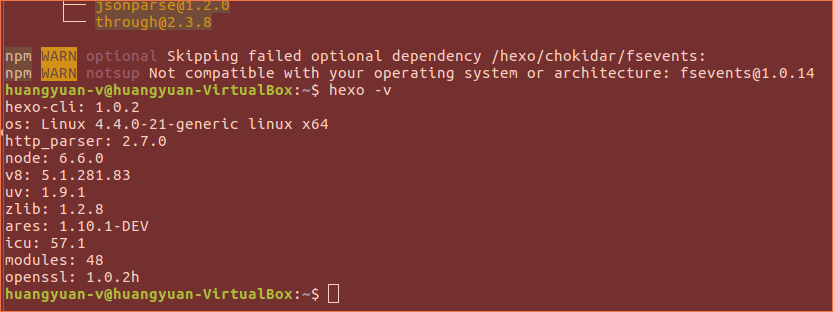 ├── jsonparse@1.2.0
└── through@2.3.8
npm WARN optional Skipping failed optional dependency /hexo/chokidar/fsevents:
npm WARN notsup Not compatible with your operating system or architecture: fsevents@1.0.14
huangyuan-v@huangyuan-VirtualBox:~$ hexo -v
hexo-cli: 1.0.2
os: Linux 4.4.0-21-generic linux x64
http_parser: 2.7.0
node: 6.6.0
v8: 5.1.281.83
uv: 1.9.1
zlib: 1.2.8
ares: 1.10.1-DEV
icu: 57.1
modules: 48
openssl: 1.0.2h
huangyuan-v@huangyuan-VirtualBox:~$